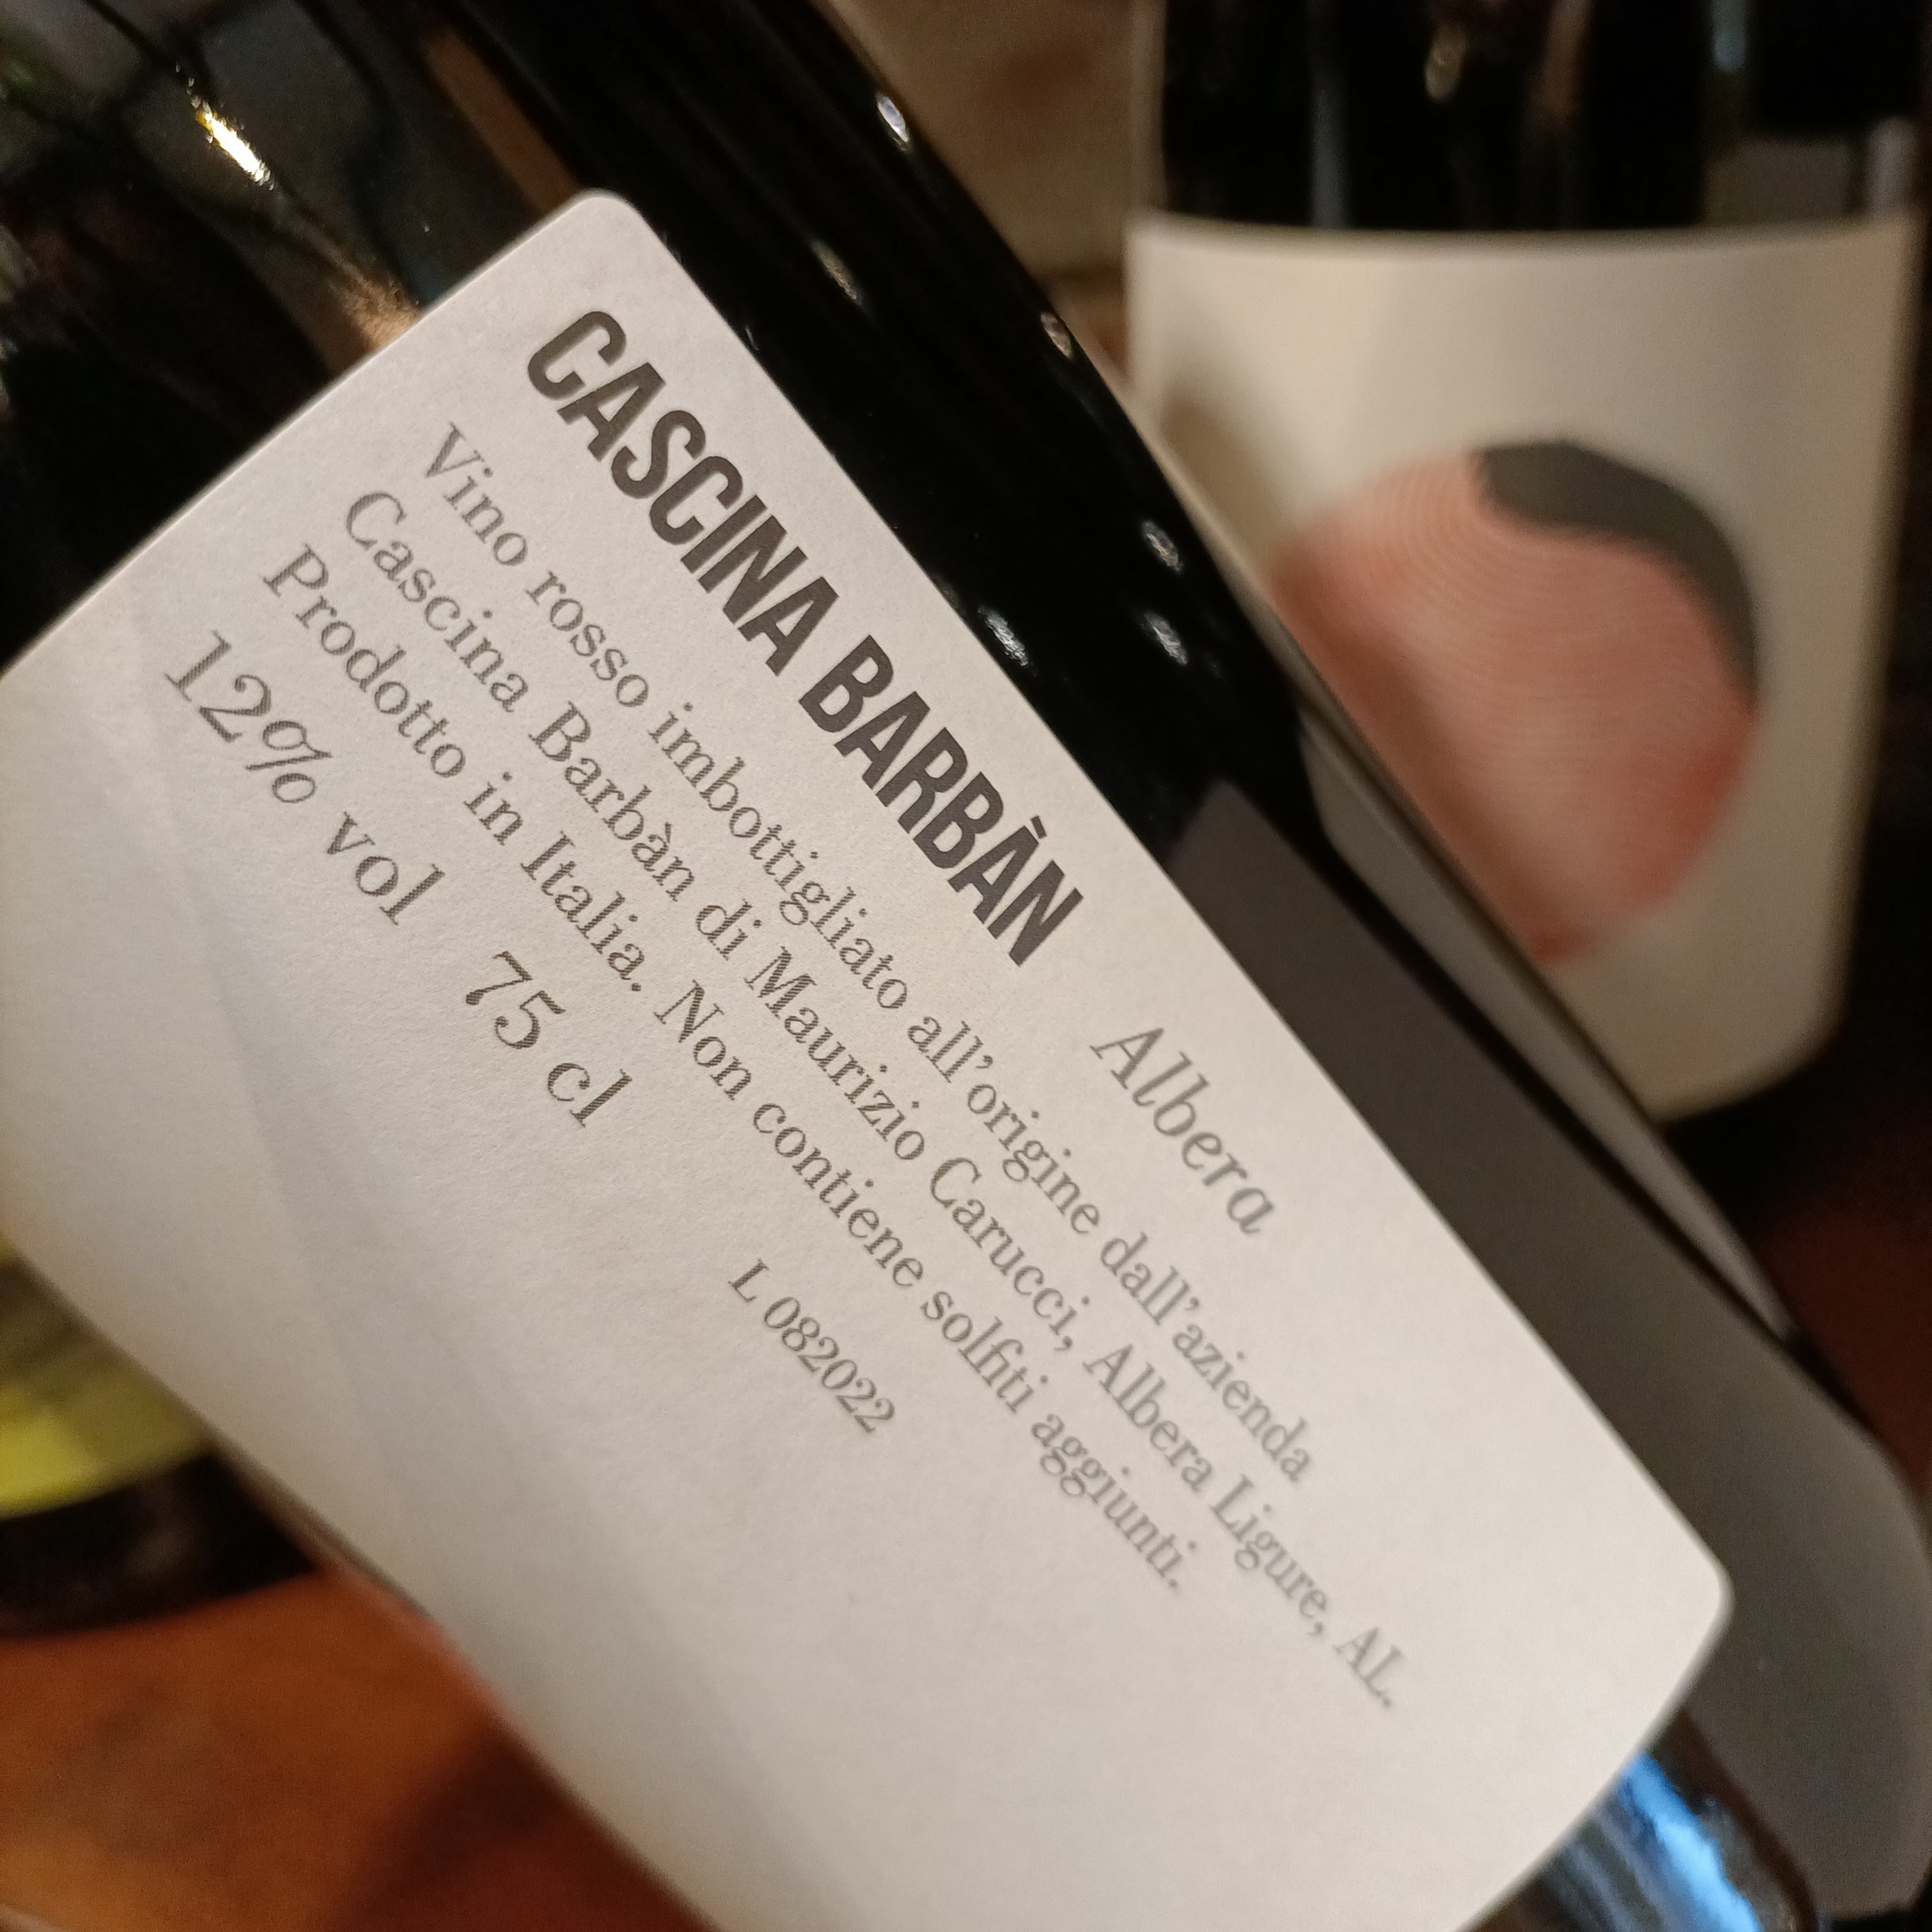 CASCINA BARBÀN
Albera
Vino rosso imbottigliato all'origine dall'azienda
Cascina Barbàn di Maurizio Carucci, Albera Ligure, AL.
Prodotto in Italia. Non contiene solfiti aggiunti.
12% vol 75 cl
L 082022